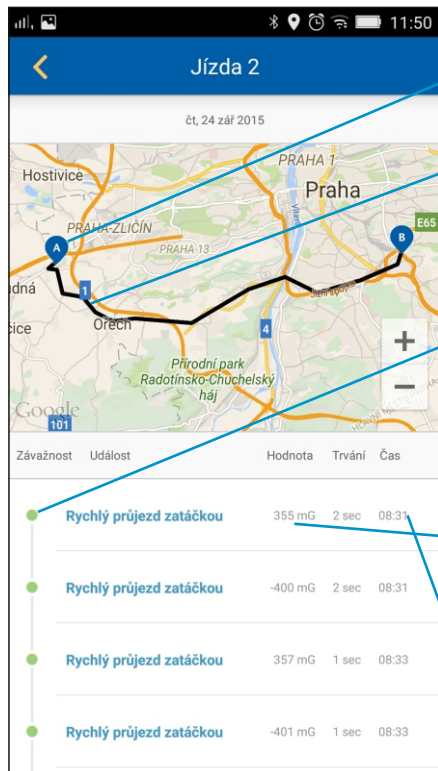 11:50
Jízda 2
čt, 24 zář 2015
PRAHA 1
Hostivice
Praha
PRAHA-ZLIČÍN
E65
A
B
PRAHA 13
1
Jižní spojka
Ořech
4
Přírodní park
Radotínsko-Chuchelský
háj
+
−
Google
101
Závažnost Událost Hodnota Trvání Čas
Rychlý průjezd zatáčkou 355 mG 2 sec 08:31
Rychlý průjezd zatáčkou -400 mG 2 sec 08:31
Rychlý průjezd zatáčkou 357 mG 1 sec 08:33
Rychlý průjezd zatáčkou -401 mG 1 sec 08:33